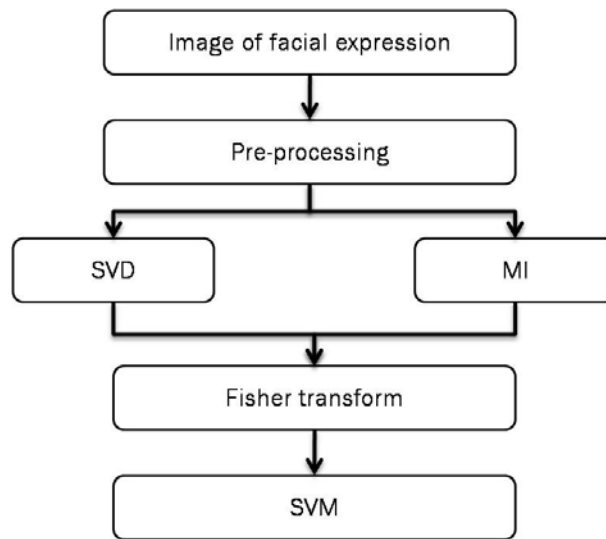 Image of facial expression
Pre-processing
SVD
MI
Fisher transform
SVM